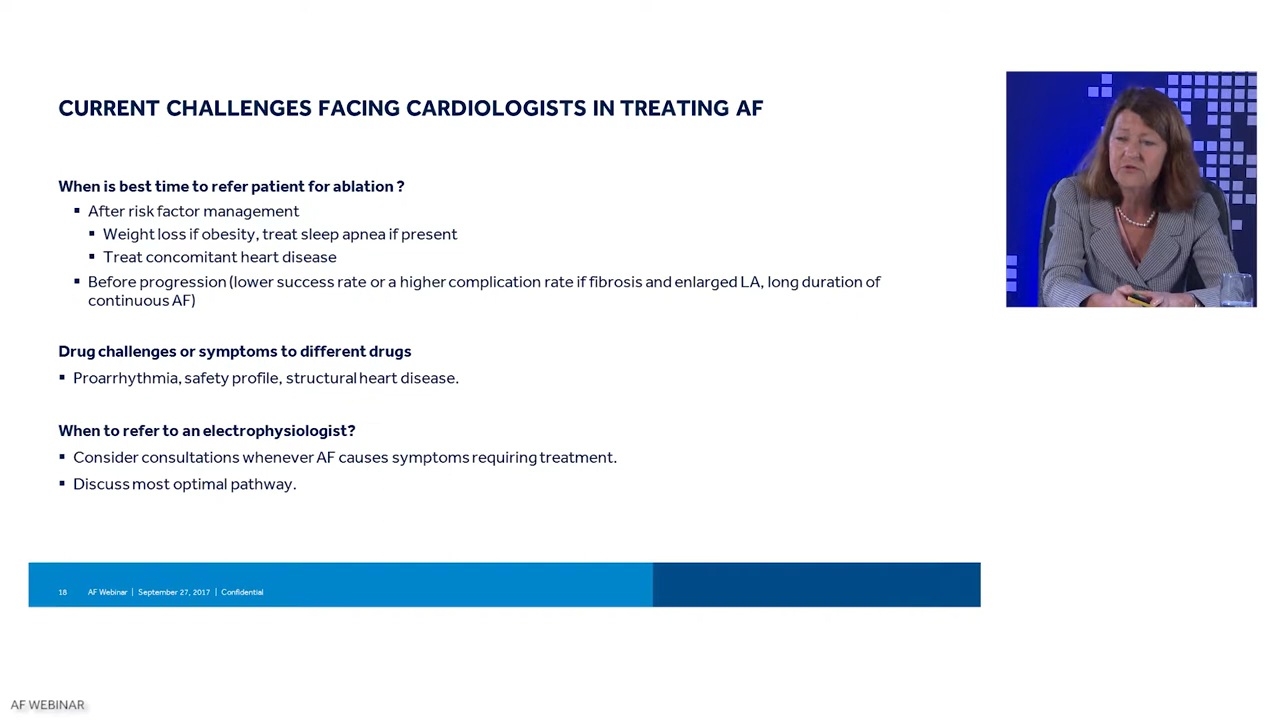 CURRENT CHALLENGES FACING CARDIOLOGISTS IN TREATING AF
When is best time to refer patient for ablation ?
▪ After risk factor management
▪ Weight loss if obesity, treat sleep apnea if present
▪ Treat concomitant heart disease
▪ Before progression (lower success rate or a higher complication rate if fibrosis and enlarged LA, long duration of
continuous AF)
Drug challenges or symptoms to different drugs
▪ Proarrhythmia, safety profile, structural heart disease.
When to refer to an electrophysiologist?
▪ Consider consultations whenever AF causes symptoms requiring treatment.
▪ Discuss most optimal pathway.
18 AF Webinar | September 27, 2017 | Confidential
AF WEBINAR